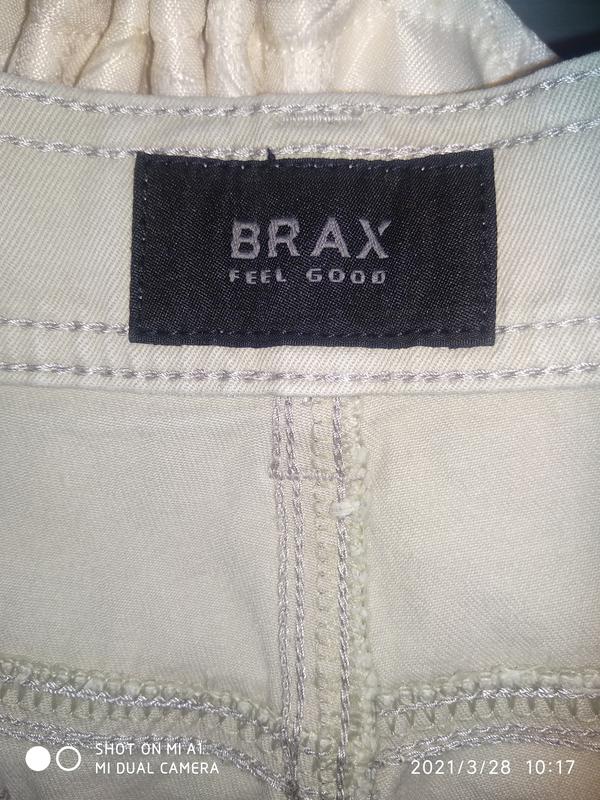 BRAX
FEEL GOOD
SHOT ON MI A1
MI DUAL CAMERA
2021/3/28 10:17